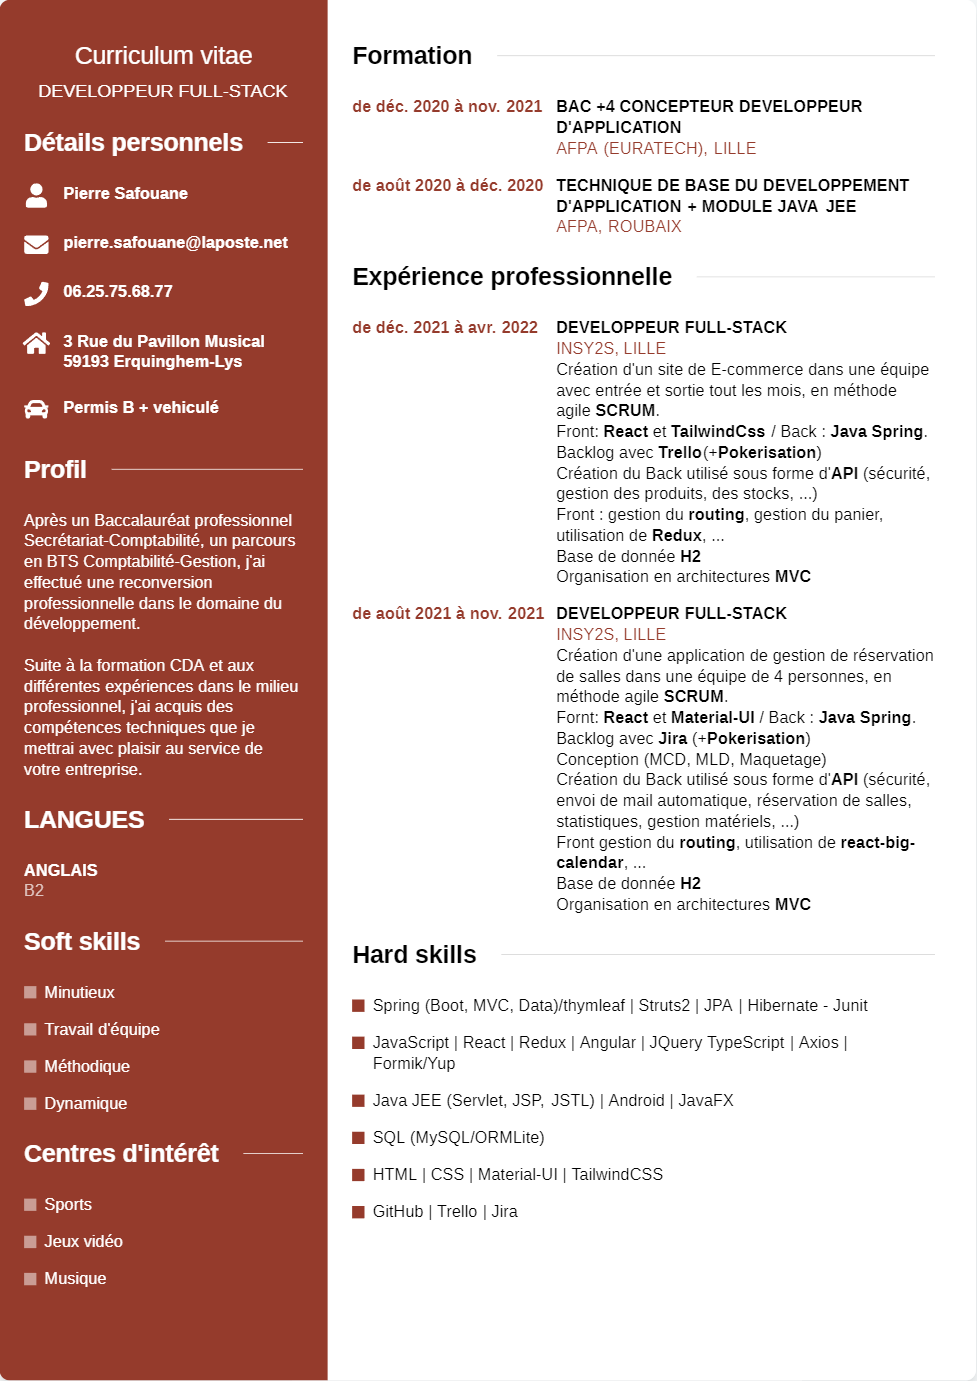 Curriculum vitae
DEVELOPPEUR FULL-STACK
Détails personnels
Pierre Safouane
pierre.safouane@laposte.net
06.25.75.68.77
3 Rue du Pavillon Musical
59193 Erquinghem-Lys
Permis B + vehiculé
Profil
Après un Baccalauréat professionnel
Secrétariat-Comptabilité, un parcours
en BTS Comptabilité-Gestion, j'ai
effectué une reconversion
professionnelle dans le domaine du
développement.
Suite à la formation CDA et aux
différentes expériences dans le milieu
professionnel, j'ai acquis des
compétences techniques que je
mettrai avec plaisir au service de
votre entreprise.
LANGUES
ANGLAIS
B2
Soft skills
Minutieux
Travail d'équipe
Méthodique
Dynamique
Centres d'intérêt
Sports
Jeux vidéo
Musique
Formation
de déc. 2020 à nov. 2021 BAC +4 CONCEPTEUR DEVELOPPEUR
D'APPLICATION
AFPA (EURATECH), LILLE
de août 2020 à déc. 2020 TECHNIQUE DE BASE DU DEVELOPPEMENT
D'APPLICATION + MODULE JAVA JEE
AFPA, ROUBAIX
Expérience professionnelle
de déc. 2021 à avr. 2022 DEVELOPPEUR FULL-STACK
INSY2S, LILLE
Création d'un site de E-commerce dans une équipe
avec entrée et sortie tout les mois, en méthode
agile SCRUM.
Front: React et TailwindCss / Back : Java Spring.
Backlog avec Trello(+Pokerisation)
Création du Back utilisé sous forme d'API (sécurité,
gestion des produits, des stocks, ...)
Front : gestion du routing, gestion du panier,
utilisation de Redux, ...
Base de donnée H2
Organisation en architectures MVC
de août 2021 à nov. 2021 DEVELOPPEUR FULL-STACK
INSY2S, LILLE
Création d'une application de gestion de réservation
de salles dans une équipe de 4 personnes, en
méthode agile SCRUM.
Fornt: React et Material-UI / Back : Java Spring.
Backlog avec Jira (+Pokerisation)
Conception (MCD, MLD, Maquetage)
Création du Back utilisé sous forme d'API (sécurité,
envoi de mail automatique, réservation de salles,
statistiques, gestion matériels, ...)
Front gestion du routing, utilisation de react-big-
calendar, ...
Base de donnée H2
Organisation en architectures MVC
Hard skills
Spring (Boot, MVC, Data)/thymleaf | Struts2 | JPA | Hibernate - Junit
JavaScript | React | Redux | Angular | JQuery TypeScript | Axios |
Formik/Yup
Java JEE (Servlet, JSP, JSTL) | Android | JavaFX
SQL (MySQL/ORMLite)
HTML | CSS | Material-UI | TailwindCSS
GitHub | Trello | Jira